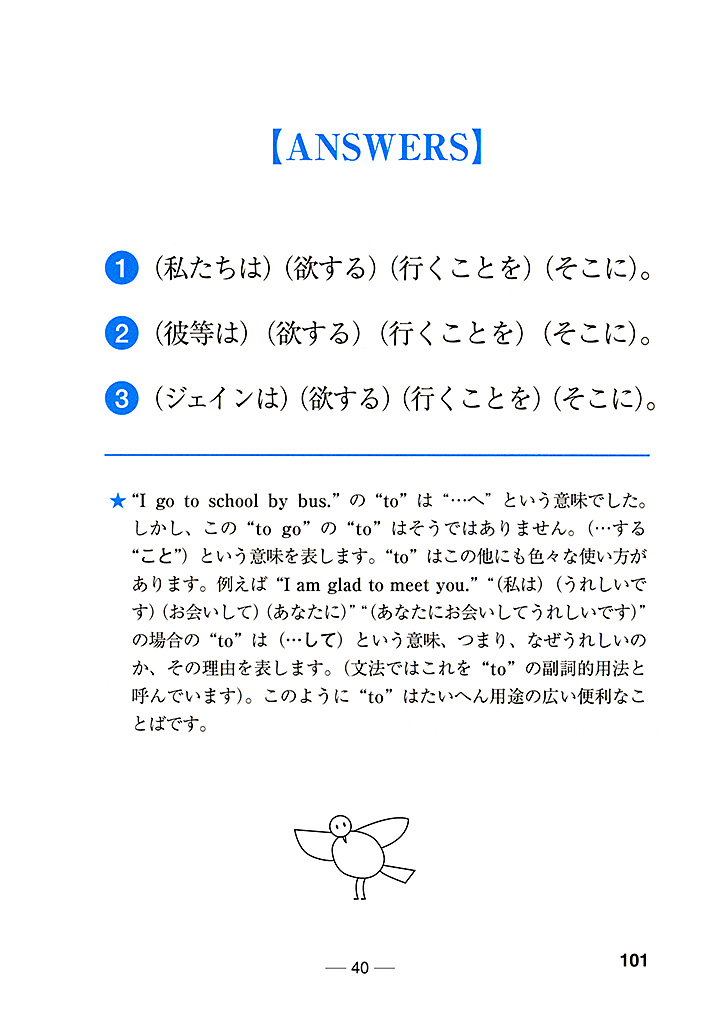 【ANSWERS】
1 (私たちは)(欲する)(行くことを)(そこに)。
2 (彼等は)(欲する)(行くことを)(そこに)。
3 (ジェインは)(欲する)(行くことを)(そこに)。
★ “I go to school by bus.” の “to” は “…へ” という意味でした。
しかし、この “to go” の “to” はそうではありません。(…する
“こと”) という意味を表します。“to” はこの他にも色々な使い方が
あります。例えば “I am glad to meet you.” “(私は)(うれしいで
す)(お会いして)(あなたに)” “(あなたにお会いしてうれしいです)”
の場合の “to” は (…して) という意味、つまり、なぜうれしいの
か、その理由を表します。(文法ではこれを “to” の副詞的用法と
呼んでいます)。このように “to” はたいへん用途の広い便利なこ
とばです。
— 40 —
101